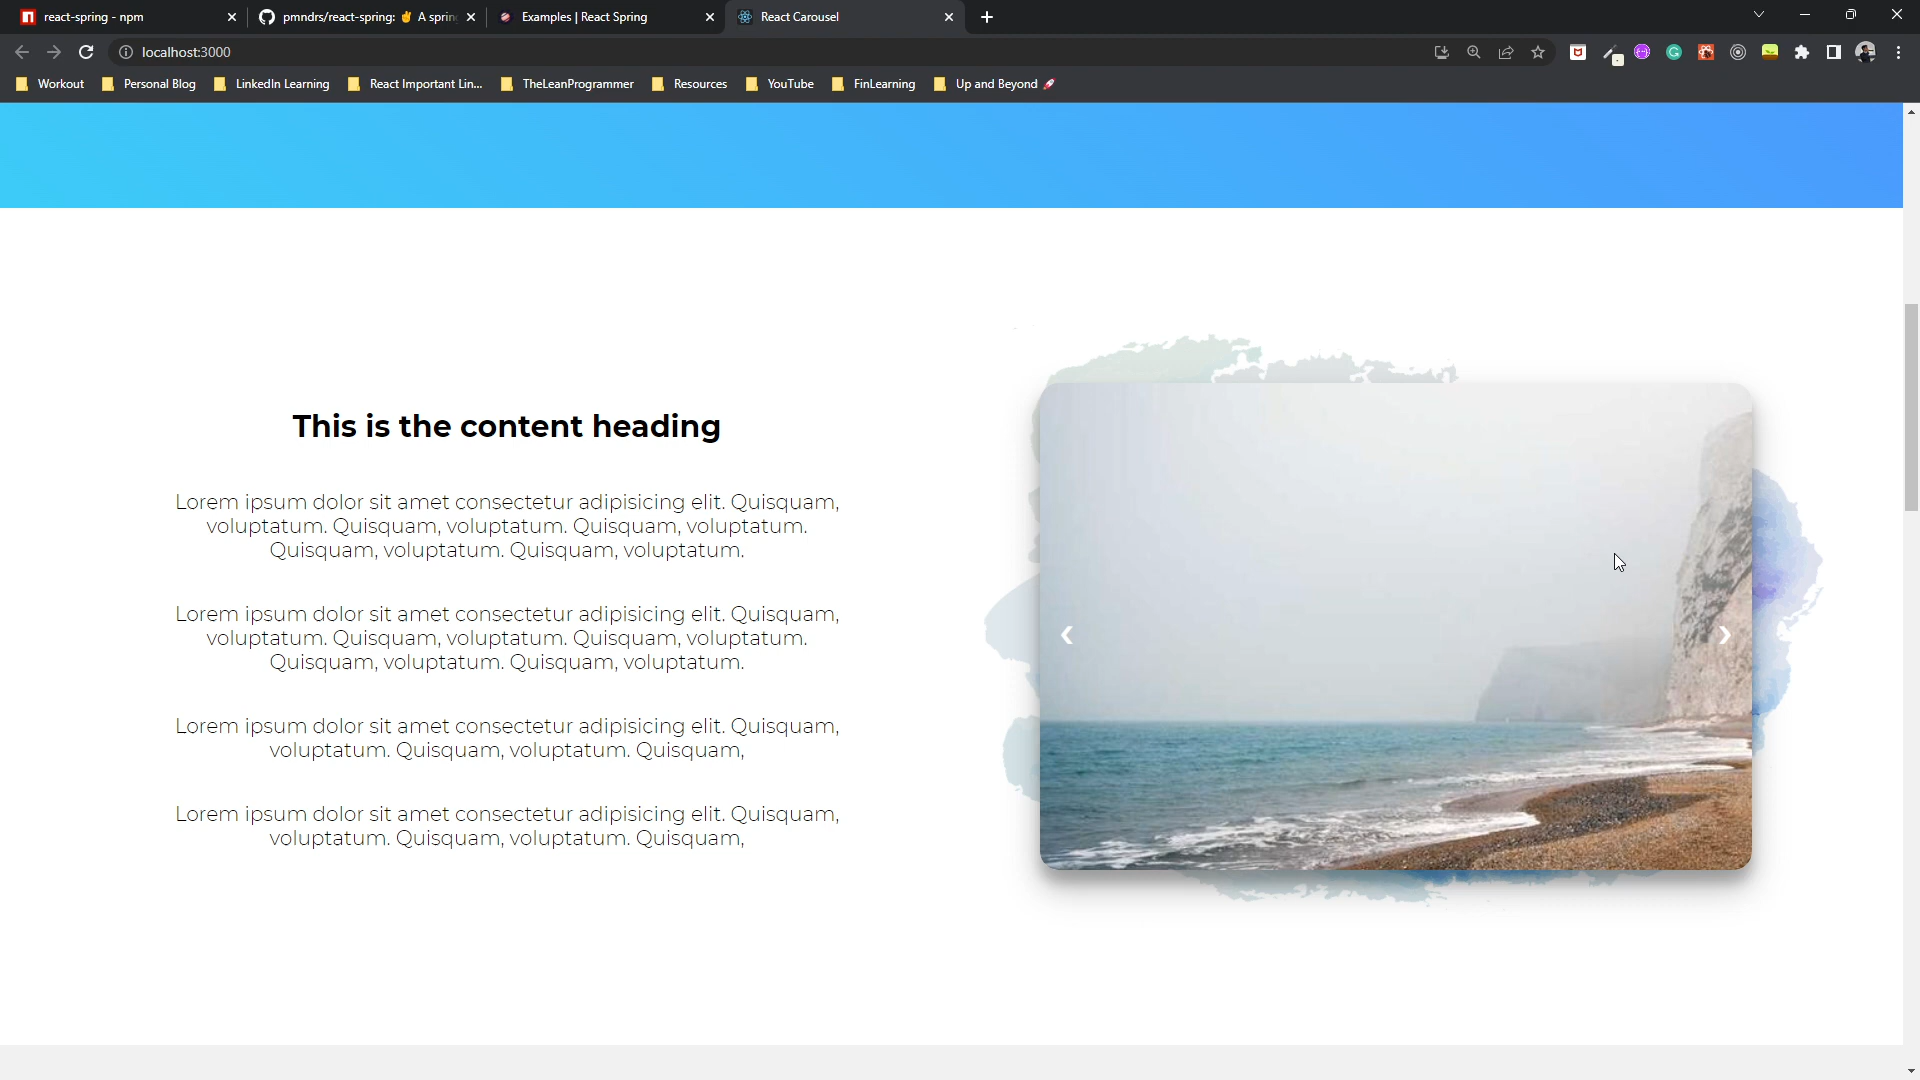 react-spring - npm
pmndrs/react-spring: ✌ A sprin
Examples | React Spring
React Carousel
localhost:3000
Workout
Personal Blog
LinkedIn Learning
React Important Lin...
TheLeanProgrammer
Resources
YouTube
FinLearning
Up and Beyond 🚀
This is the content heading
Lorem ipsum dolor sit amet consectetur adipisicing elit. Quisquam,
voluptatum. Quisquam, voluptatum. Quisquam, voluptatum.
Quisquam, voluptatum. Quisquam, voluptatum.
Lorem ipsum dolor sit amet consectetur adipisicing elit. Quisquam,
voluptatum. Quisquam, voluptatum. Quisquam, voluptatum.
Quisquam, voluptatum. Quisquam, voluptatum.
Lorem ipsum dolor sit amet consectetur adipisicing elit. Quisquam,
voluptatum. Quisquam, voluptatum. Quisquam,
Lorem ipsum dolor sit amet consectetur adipisicing elit. Quisquam,
voluptatum. Quisquam, voluptatum. Quisquam,